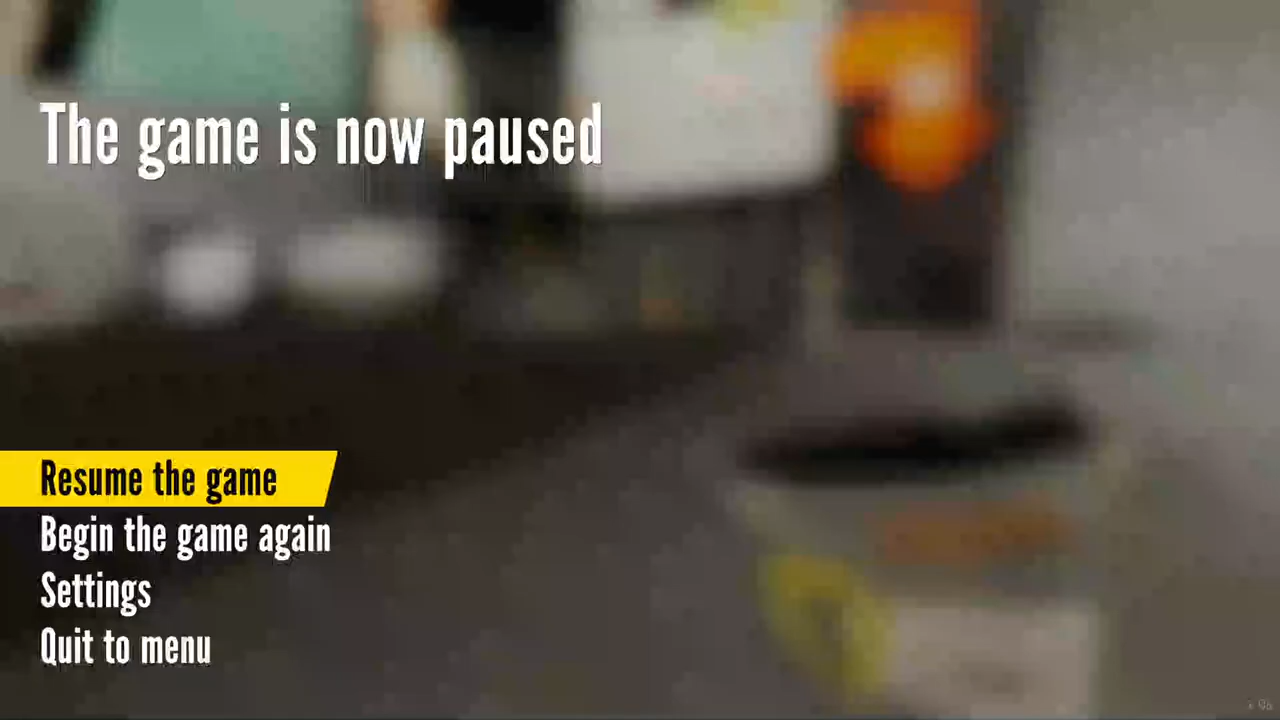 The game is now paused
Resume the game
Begin the game again
Settings
Quit to menu